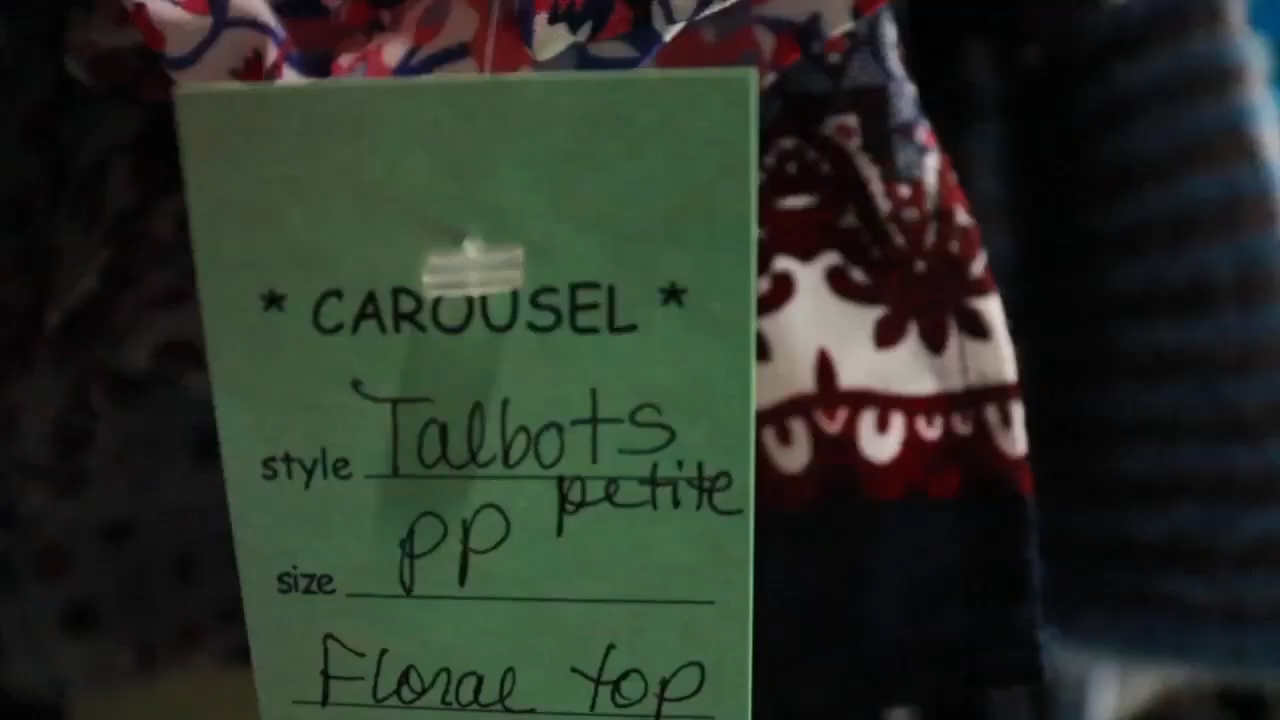 * CAROUSEL *
style Talbots
petite
size PP
Floral top